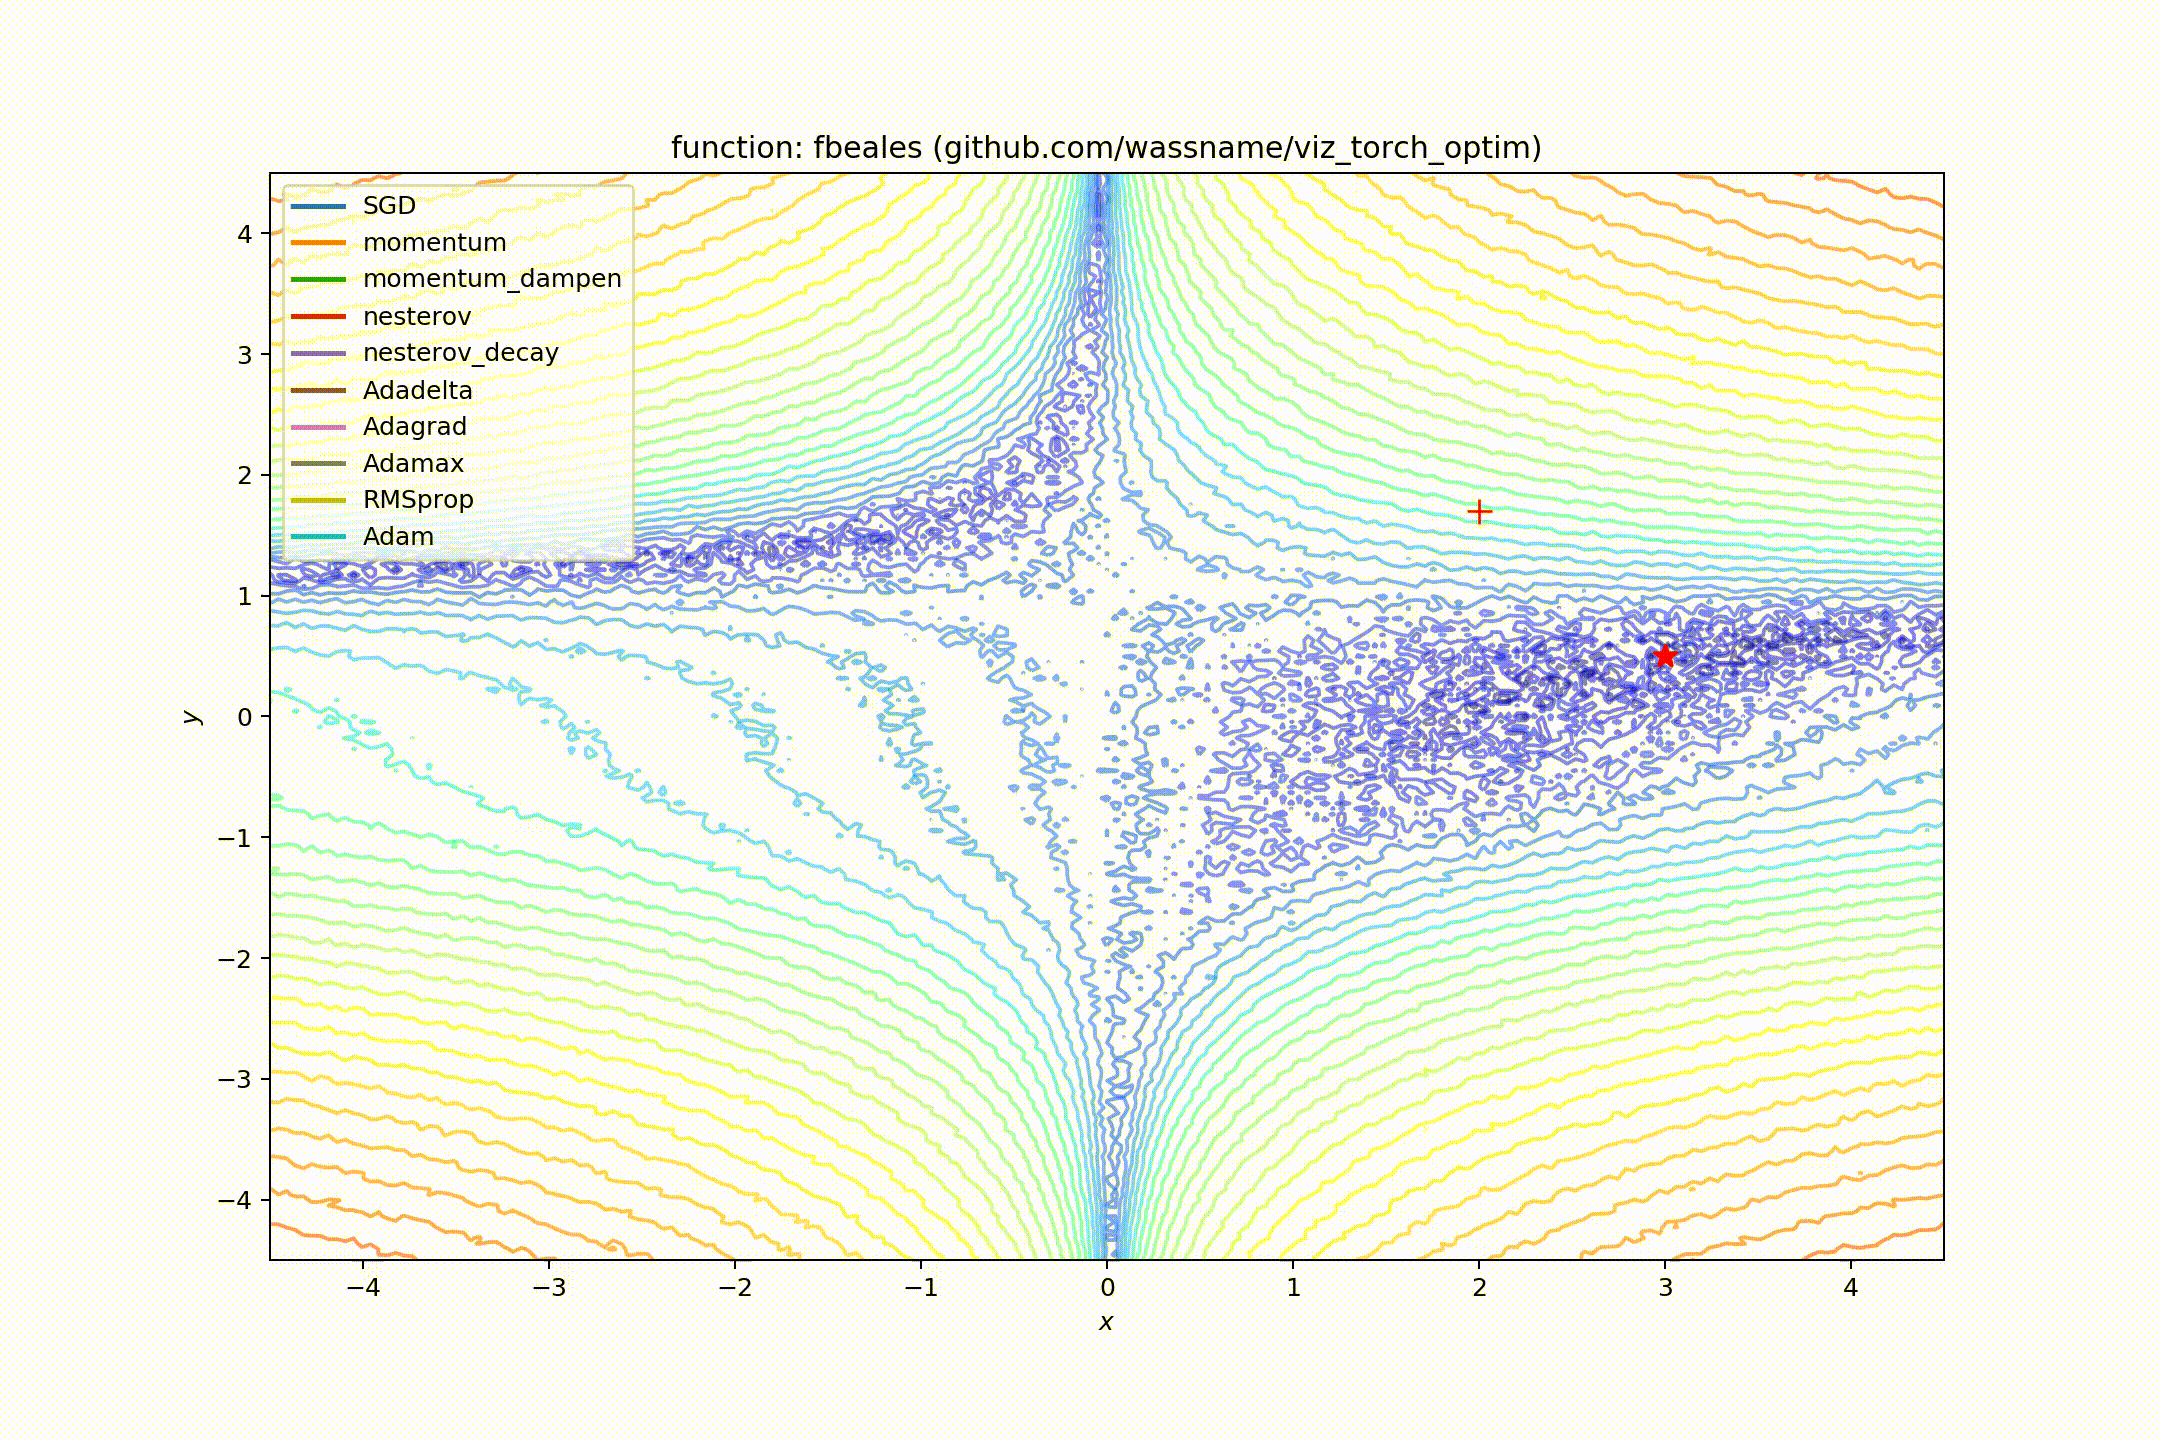 function: fbeales (github.com/wassname/viz_torch_optim)
SGD
momentum
momentum_dampen
nesterov
nesterov_decay
Adadelta
Adagrad
Adamax
RMSprop
Adam
4
3
2
1
0
−1
−2
−3
−4
y
−4 −3 −2 −1 0 1 2 3 4
x